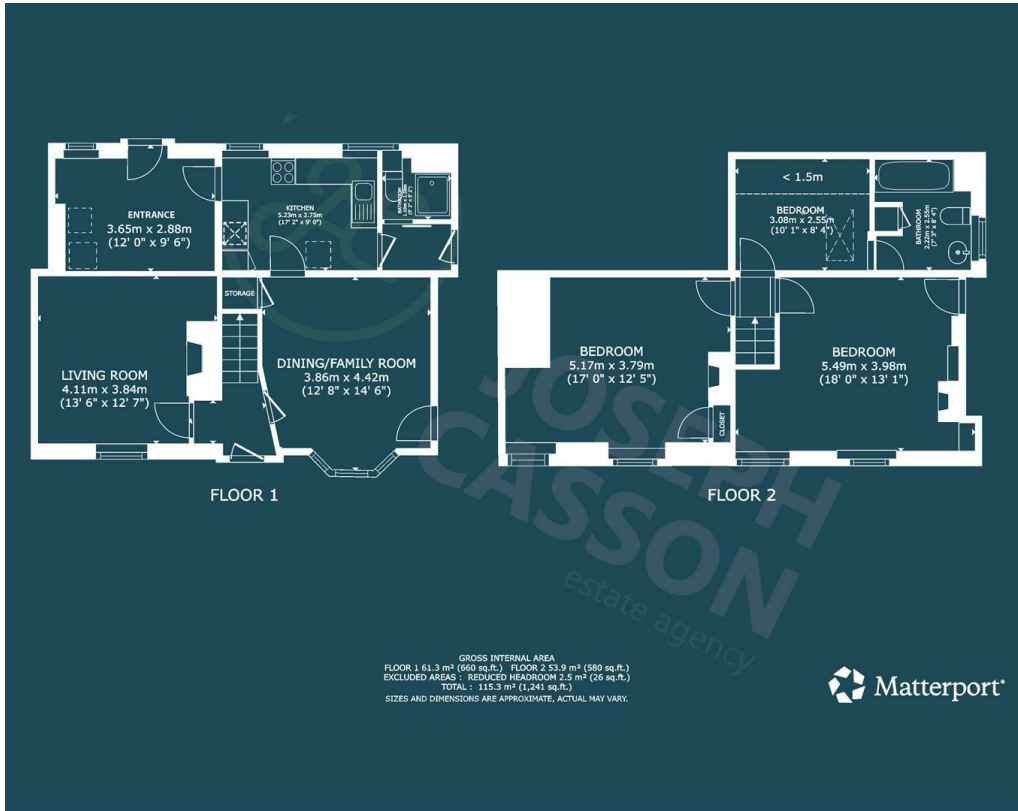 ENTRANCE
3.65m x 2.88m
(12' 0" x 9' 6")
KITCHEN
5.23m x 2.75m
(17' 2" x 9' 0")
BATHROOM
STORAGE
LIVING ROOM
4.11m x 3.84m
(13' 6" x 12' 7")
DINING/FAMILY ROOM
3.86m x 4.42m
(12' 8" x 14' 6")
FLOOR 1
< 1.5m
BEDROOM
3.08m x 2.55m
(10' 1" x 8' 4")
BATHROOM
2.22m x 2.55m
(7' 3" x 8' 4")
BEDROOM
5.17m x 3.79m
(17' 0" x 12' 5")
CLOSET
BEDROOM
5.49m x 3.98m
(18' 0" x 13' 1")
FLOOR 2
JOSEPH
CASSON
estate agency
GROSS INTERNAL AREA
FLOOR 1 61.3 m² (660 sq.ft.) FLOOR 2 53.9 m² (580 sq.ft.)
EXCLUDED AREAS : REDUCED HEADROOM 2.5 m² (26 sq.ft.)
TOTAL : 115.3 m² (1,241 sq.ft.)
SIZES AND DIMENSIONS ARE APPROXIMATE, ACTUAL MAY VARY.
Matterport®